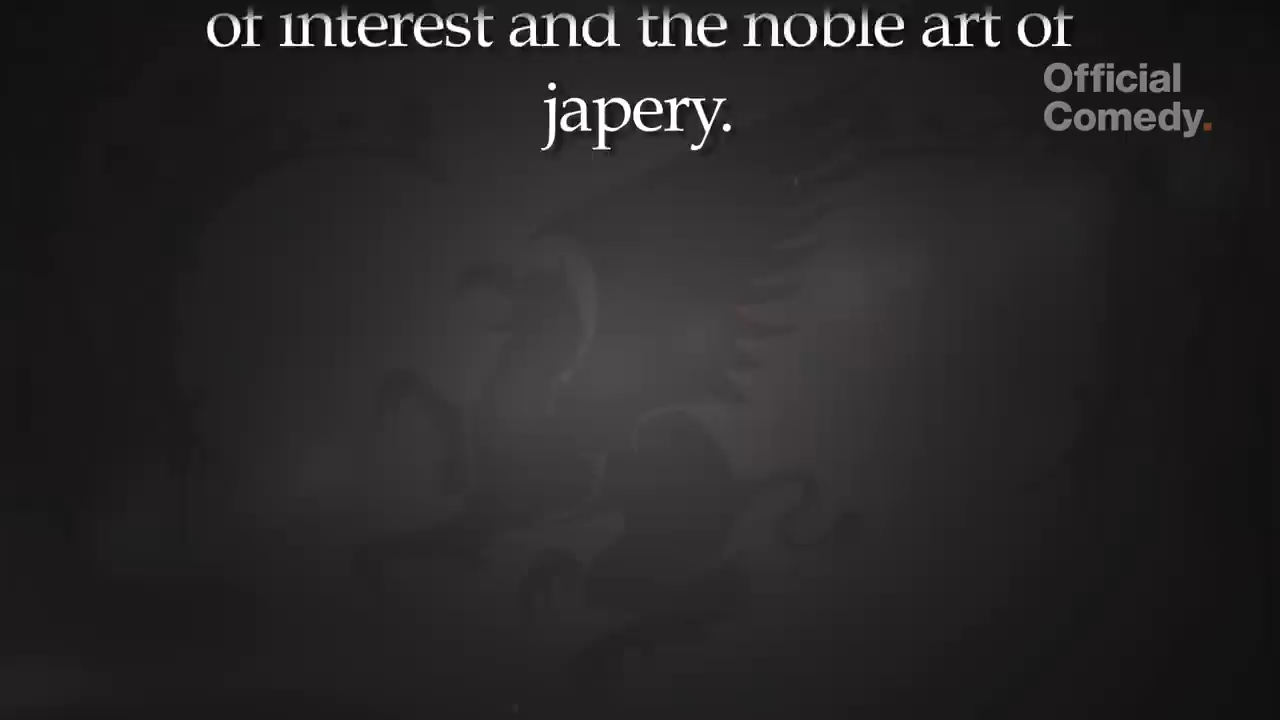 of interest and the noble art of
japery.
Official
Comedy.